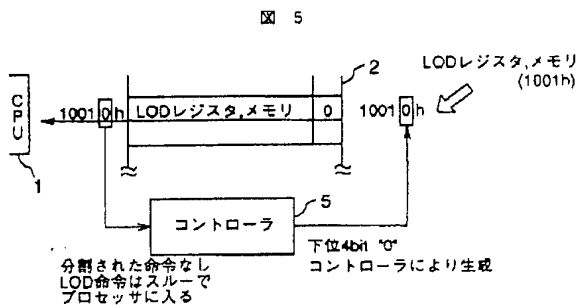 図 5
LODレジスタ,メモリ
(1001h)
2
CPU
10010h
LODレジスタ,メモリ 0
10010h
1
5
コントローラ
下位4bit "0"
コントローラにより生成
分割された命令なし
LOD命令はスルーで
プロセッサに入る